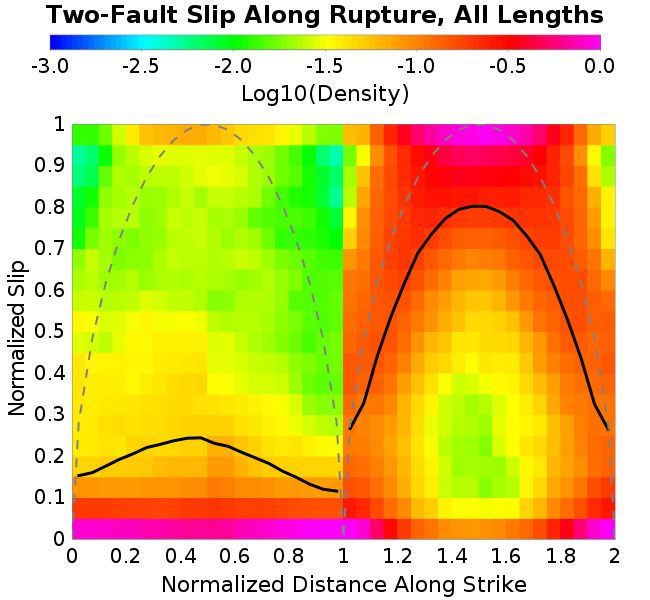 Two-Fault Slip Along Rupture, All Lengths
-3.0 -2.5 -2.0 -1.5 -1.0 -0.5 0.0
Log10(Density)
1
0.9
0.8
0.7
0.6
0.5
0.4
0.3
0.2
0.1
0
Normalized Slip
0 0.2 0.4 0.6 0.8 1 1.2 1.4 1.6 1.8 2
Normalized Distance Along Strike